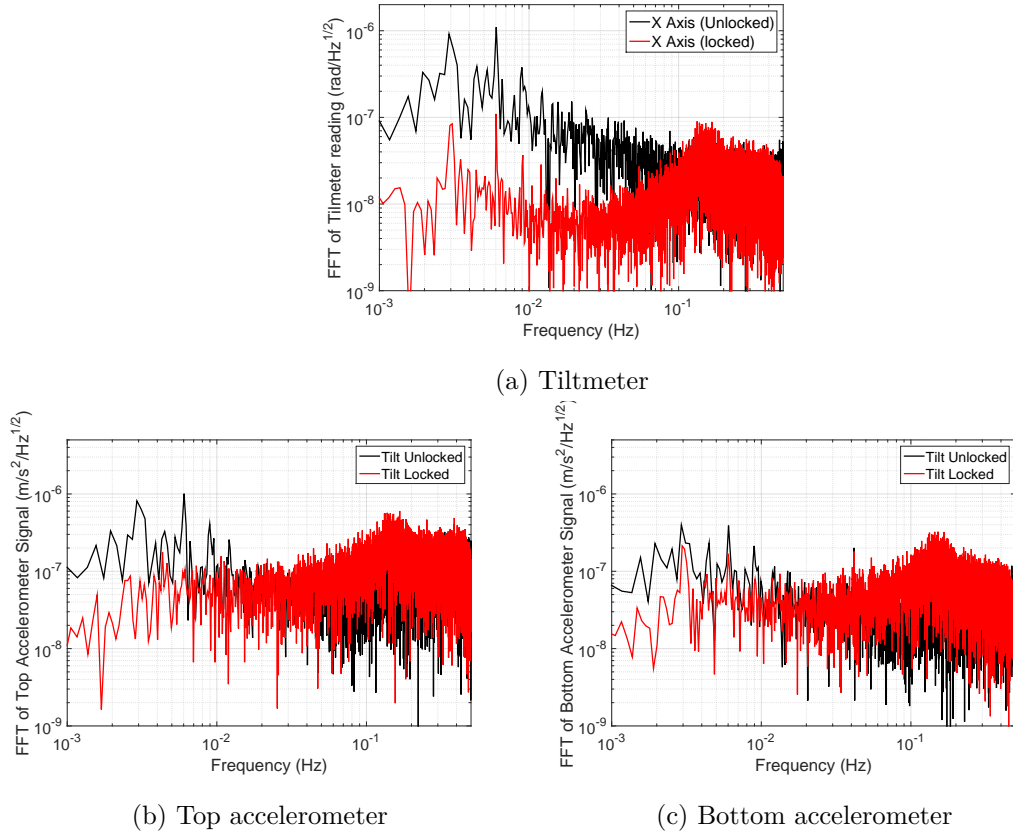 X Axis (Unlocked)
X Axis (locked)
FFT of Tilmeter reading (rad/Hz^1/2)
10^-6
10^-7
10^-8
10^-9
10^-3
10^-2
10^-1
Frequency (Hz)
(a) Tiltmeter
Tilt Unlocked
Tilt Locked
FFT of Top Accelerometer Signal (m/s^2/Hz^1/2)
10^-6
10^-7
10^-8
10^-9
10^-3
10^-2
10^-1
Frequency (Hz)
(b) Top accelerometer
Tilt Unlocked
Tilt Locked
FFT of Bottom Accelerometer Signal (m/s^2/Hz^1/2)
10^-6
10^-7
10^-8
10^-9
10^-3
10^-2
10^-1
Frequency (Hz)
(c) Bottom accelerometer